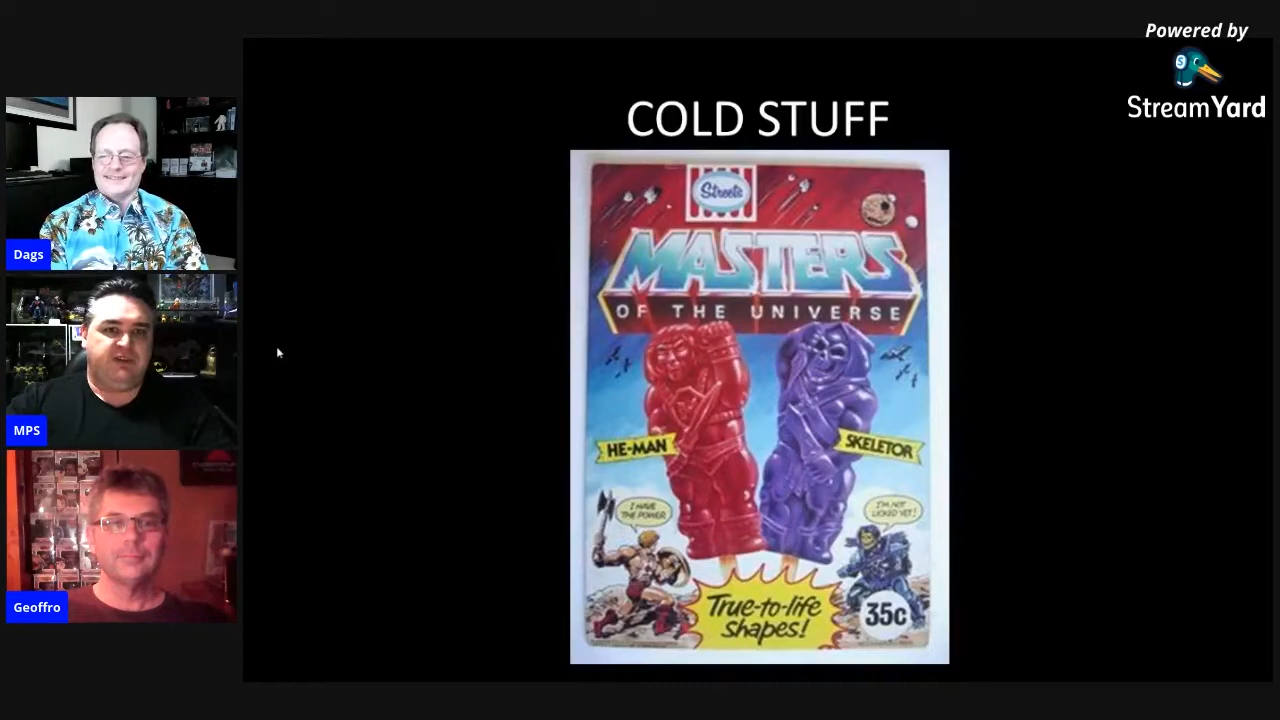 Powered by
StreamYard
COLD STUFF
Streets
MASTERS
OF THE UNIVERSE
HE-MAN
SKELETOR
I HAVE
THE POWER
I'M NOT
LICKED YET!
True-to-life
shapes!
35c
Dags
MPS
Geoffro